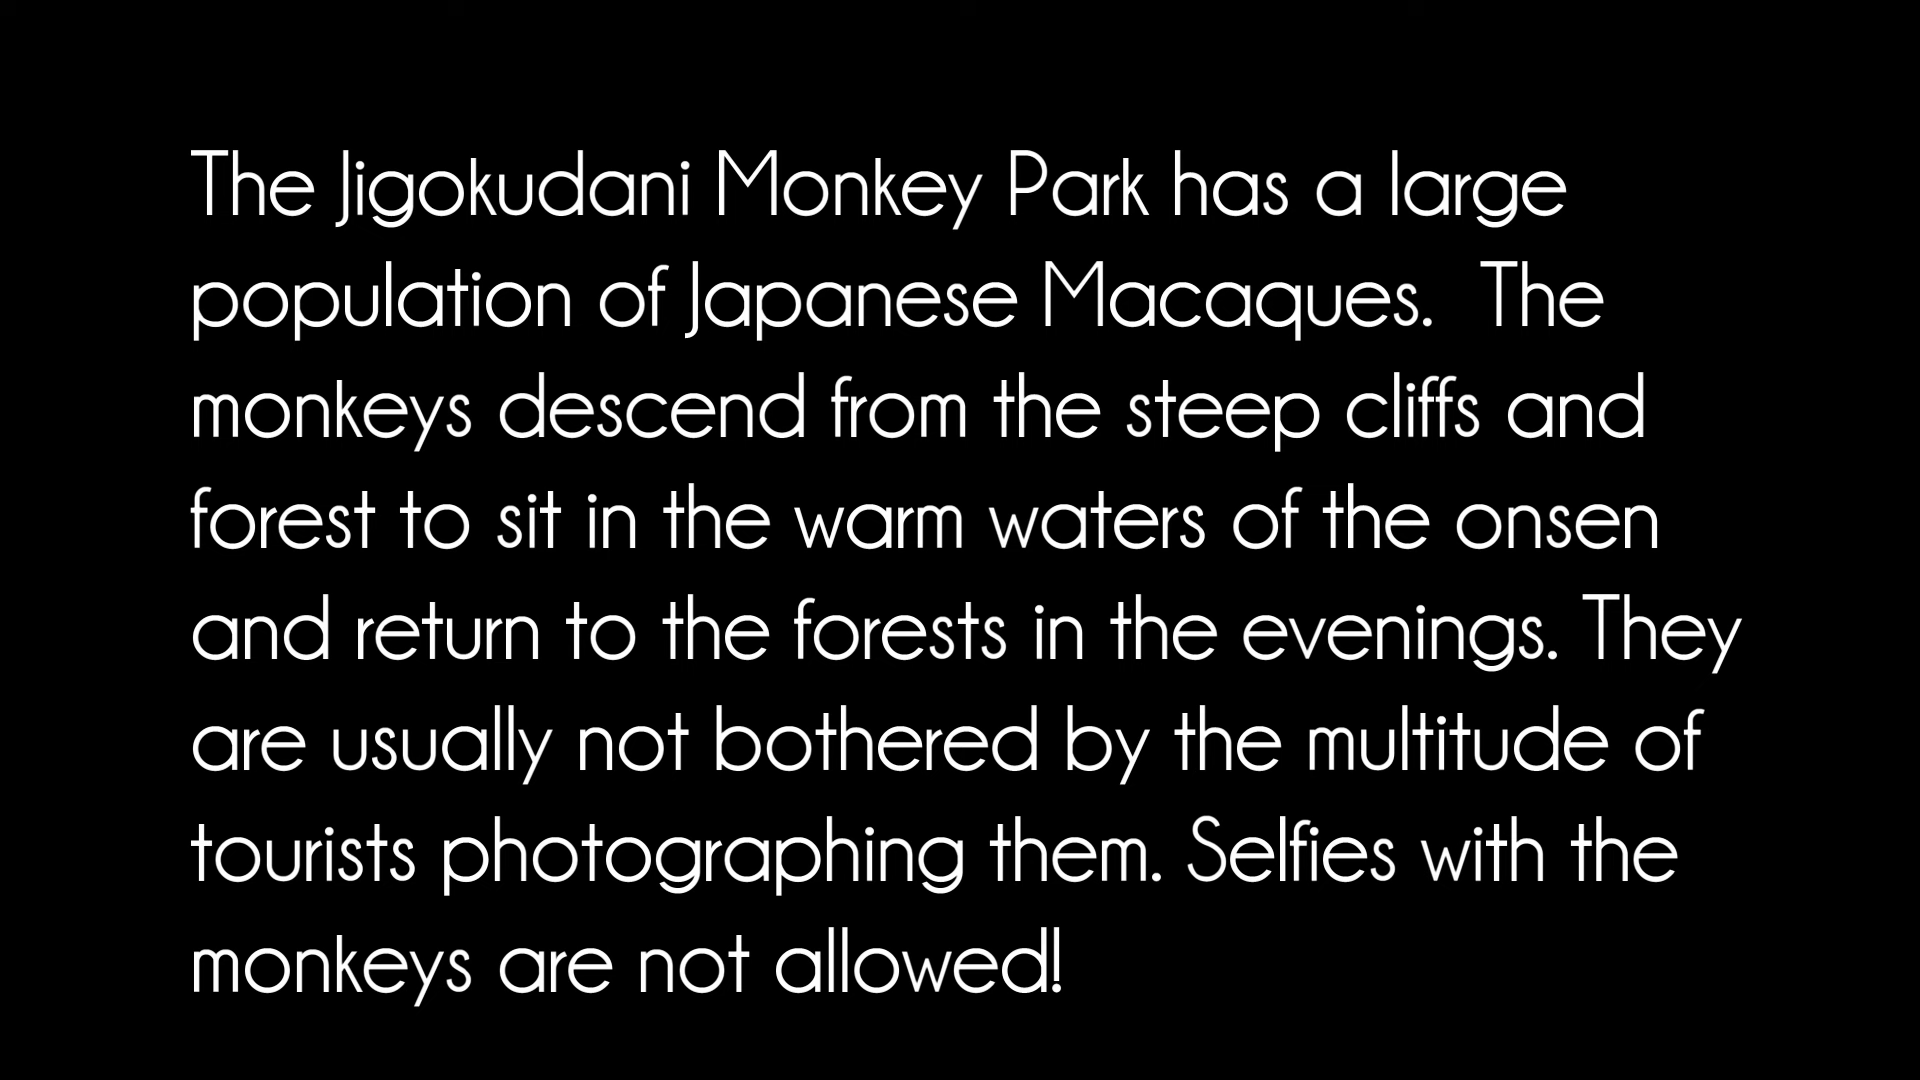 The Jigokudani Monkey Park has a large
population of Japanese Macaques.  The
monkeys descend from the steep cliffs and
forest to sit in the warm waters of the onsen
and return to the forests in the evenings. They
are usually not bothered by the multitude of
tourists photographing them. Selfies with the
monkeys are not allowed!